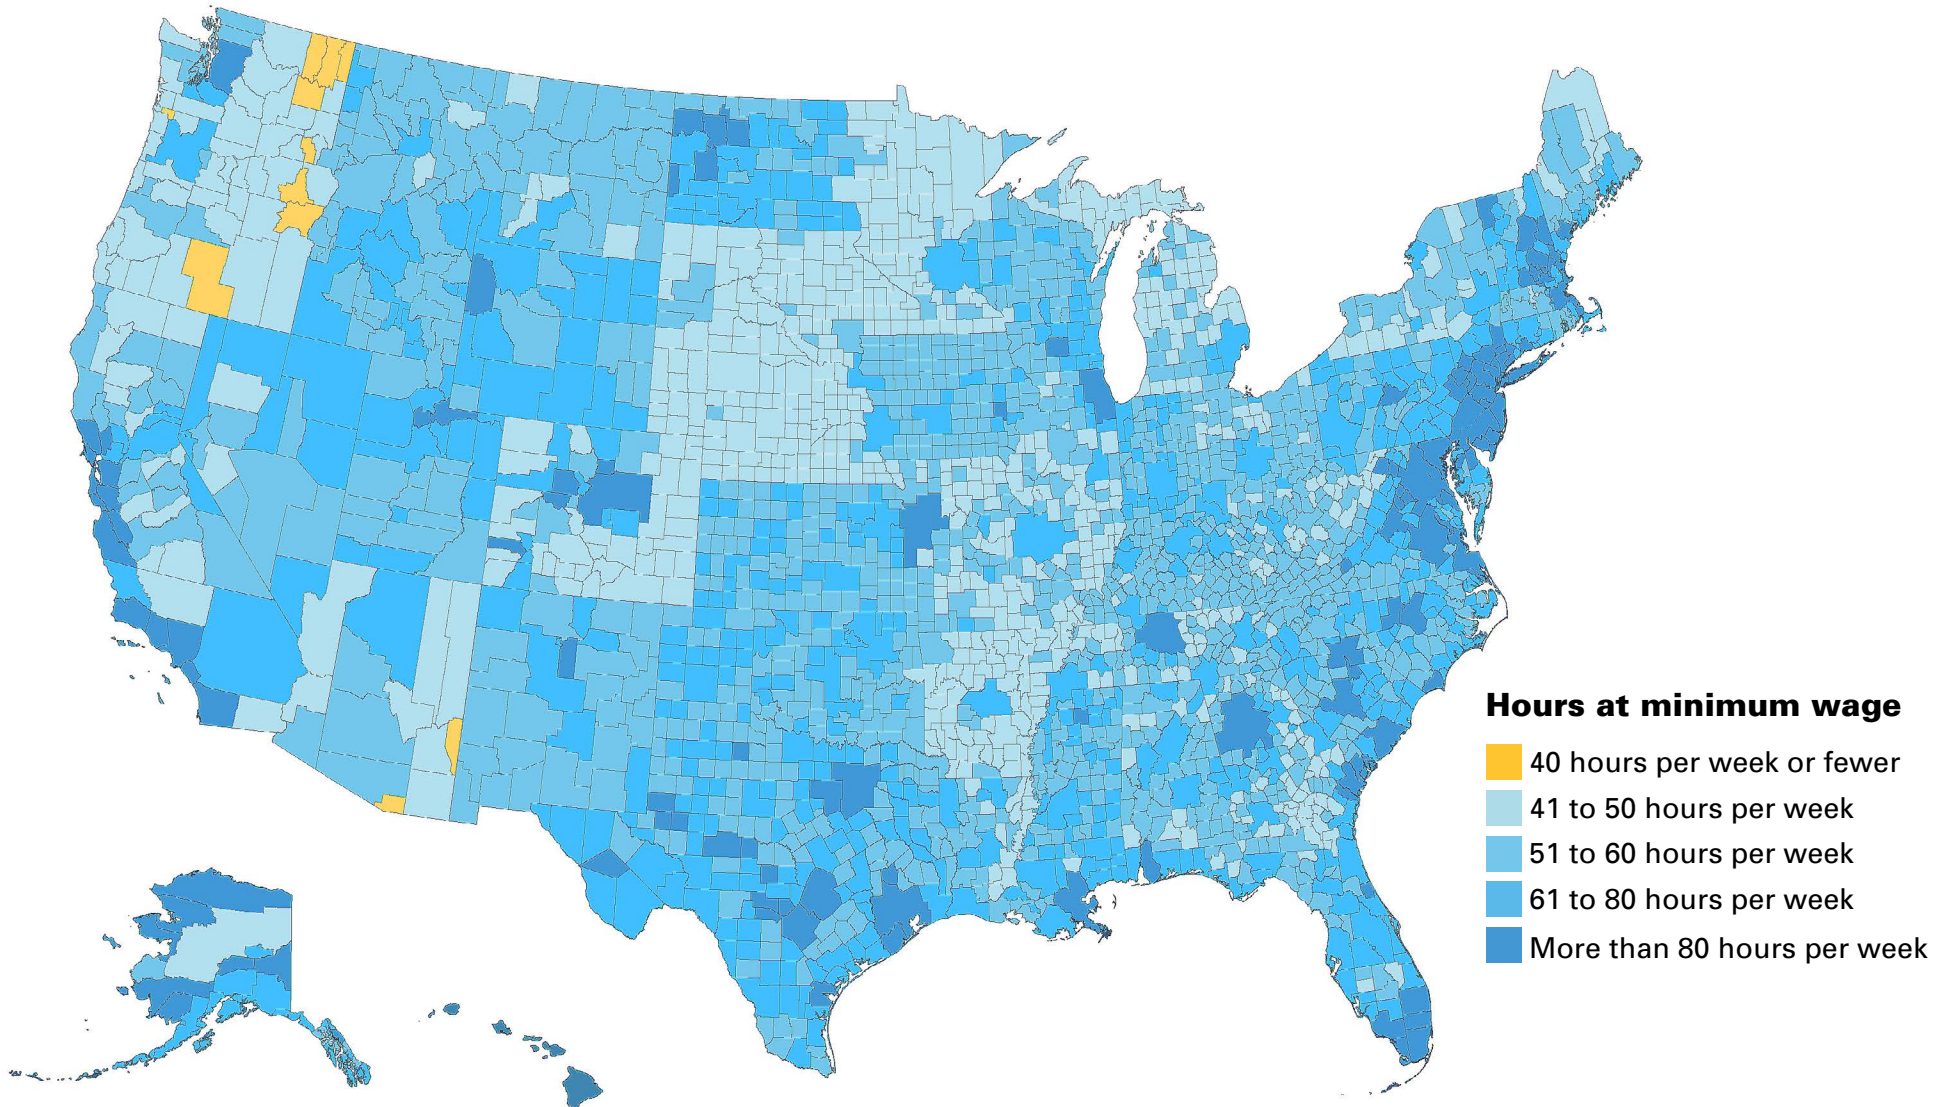 Hours at minimum wage
40 hours per week or fewer
41 to 50 hours per week
51 to 60 hours per week
61 to 80 hours per week
More than 80 hours per week